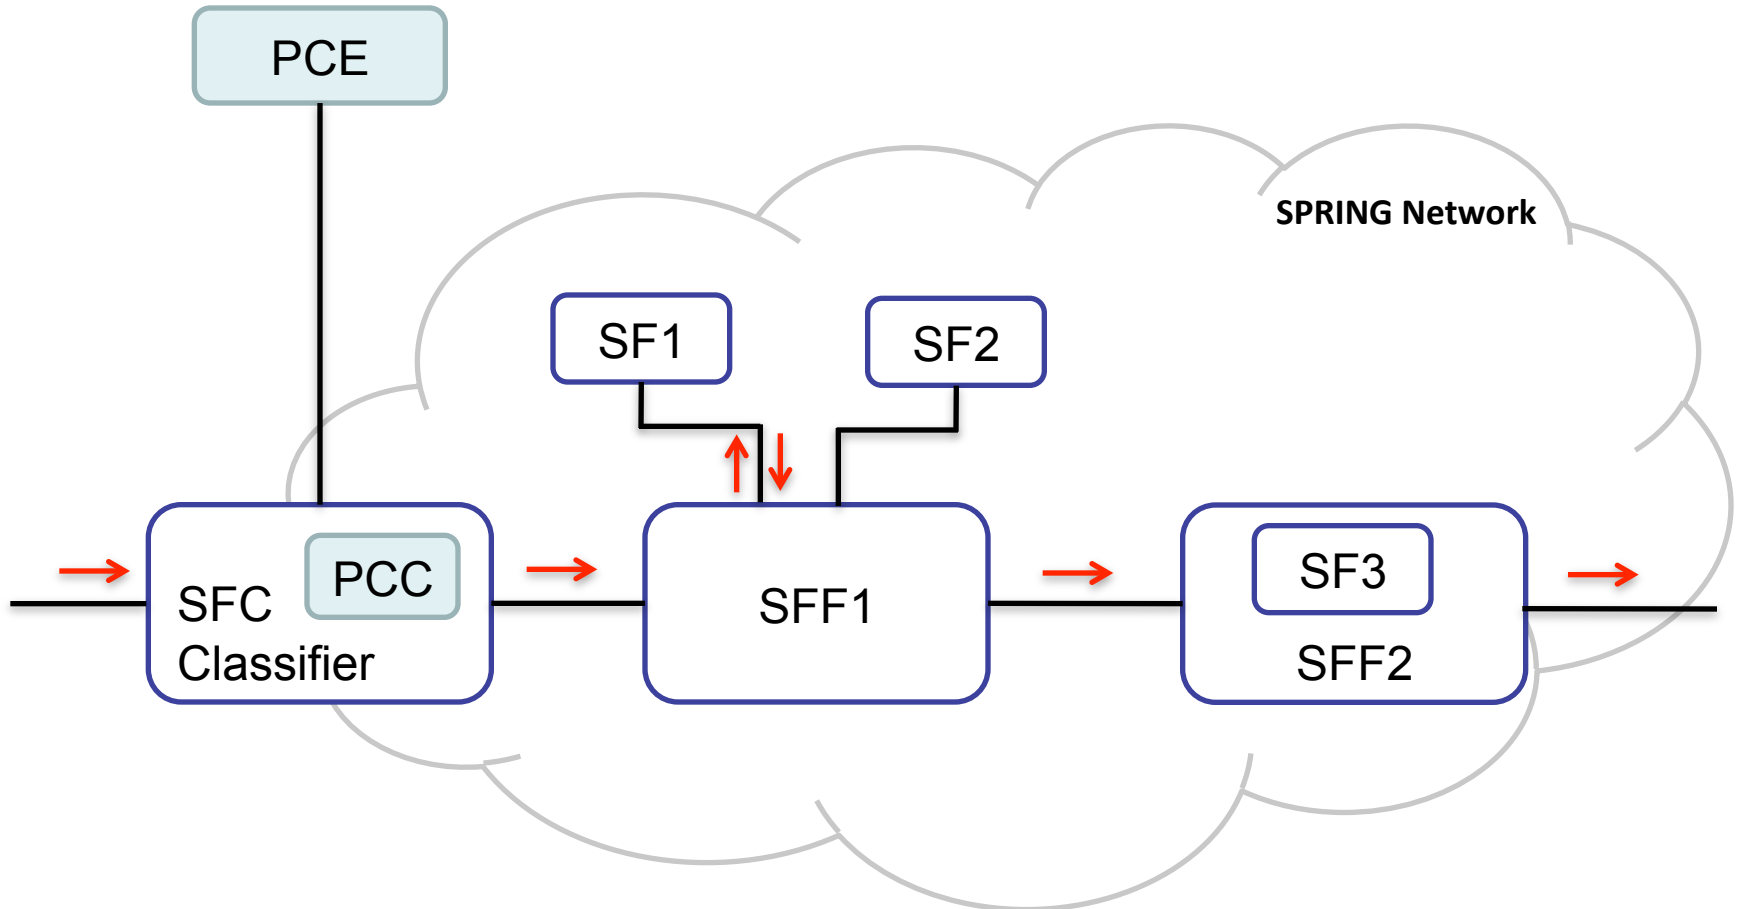 PCE
SPRING Network
SF1
SF2
SFC
Classifier
PCC
SFF1
SF3
SFF2